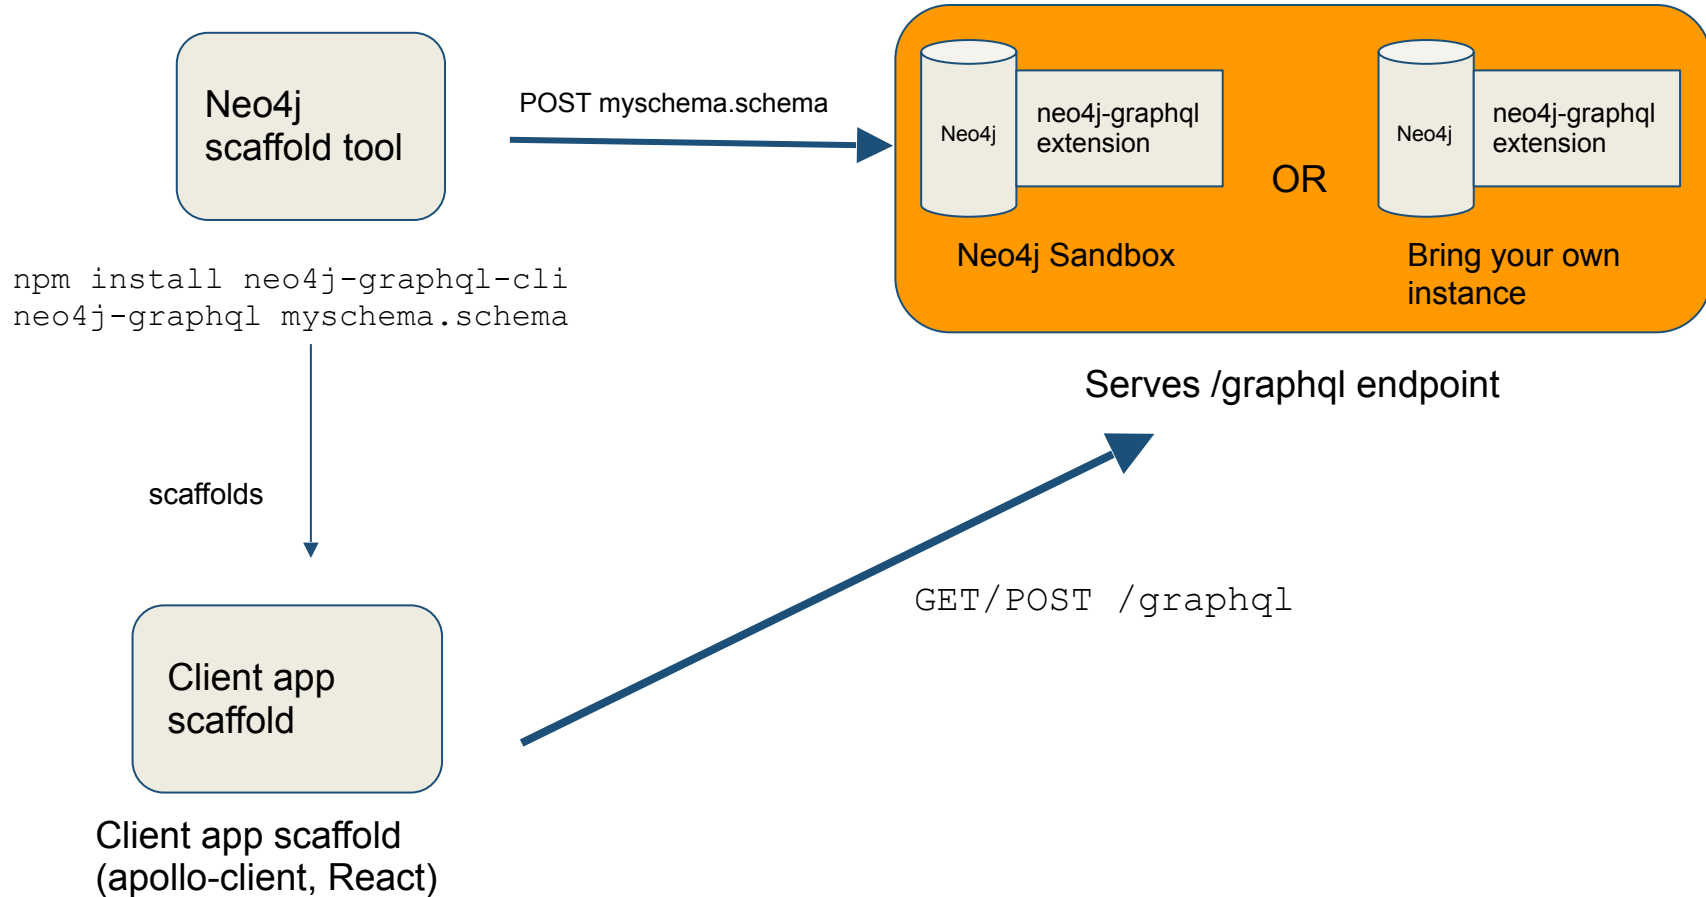 Neo4j
scaffold tool
POST myschema.schema
Neo4j
neo4j-graphql
extension
OR
Neo4j
neo4j-graphql
extension
Neo4j Sandbox
Bring your own
instance
npm install neo4j-graphql-cli
neo4j-graphql myschema.schema
Serves /graphql endpoint
scaffolds
GET/POST /graphql
Client app
scaffold
Client app scaffold
(apollo-client, React)